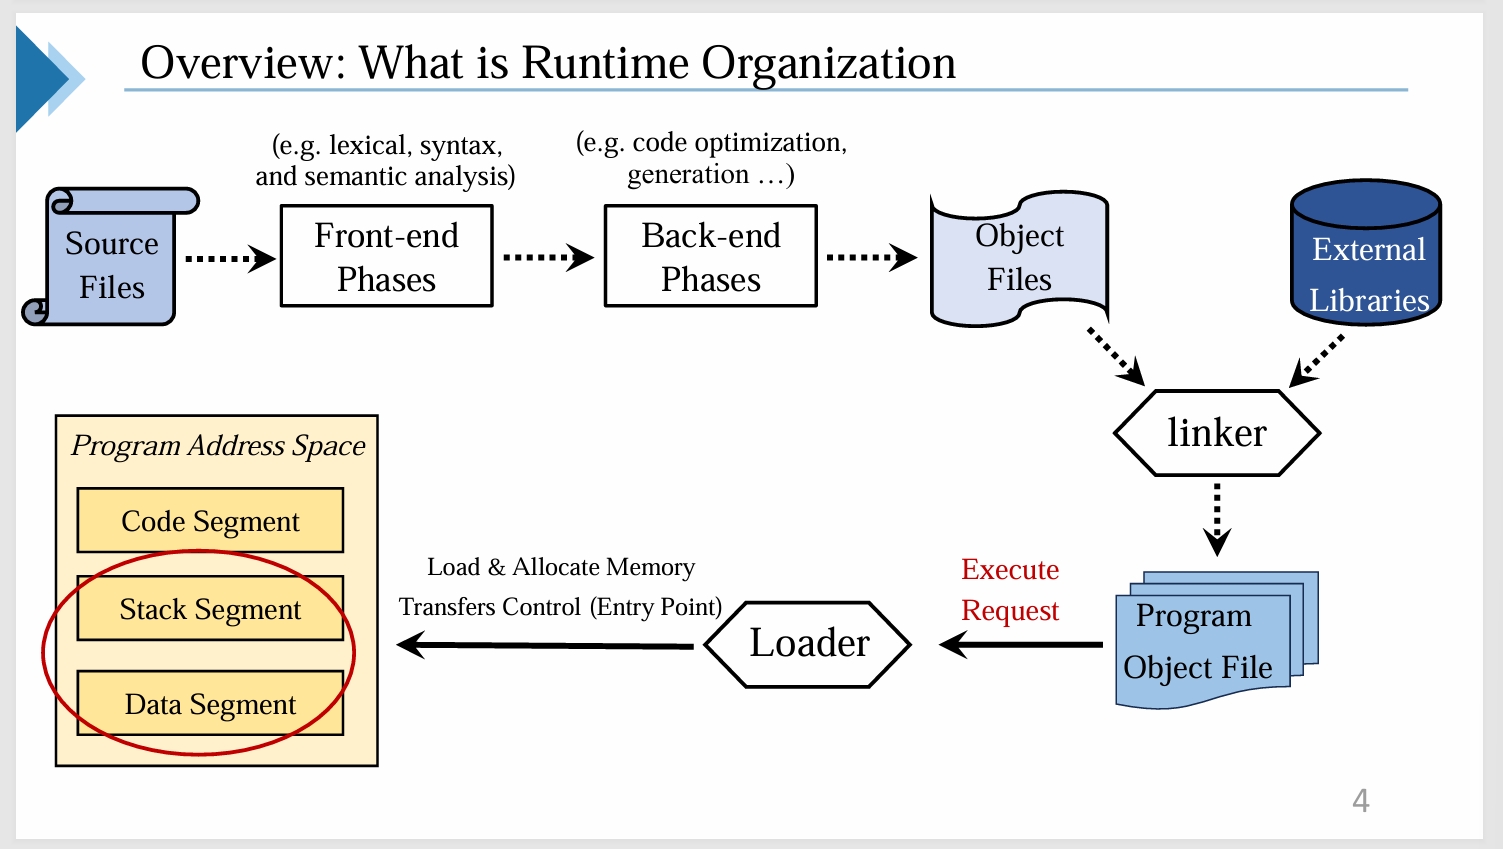 Overview: What is Runtime Organization
(e.g. lexical, syntax,
and semantic analysis)
(e.g. code optimization,
generation …)
Source
Files
Front-end
Phases
Back-end
Phases
Object
Files
External
Libraries
linker
Program Address Space
Code Segment
Stack Segment
Data Segment
Load & Allocate Memory
Transfers Control (Entry Point)
Loader
Execute
Request
Program
Object File
4